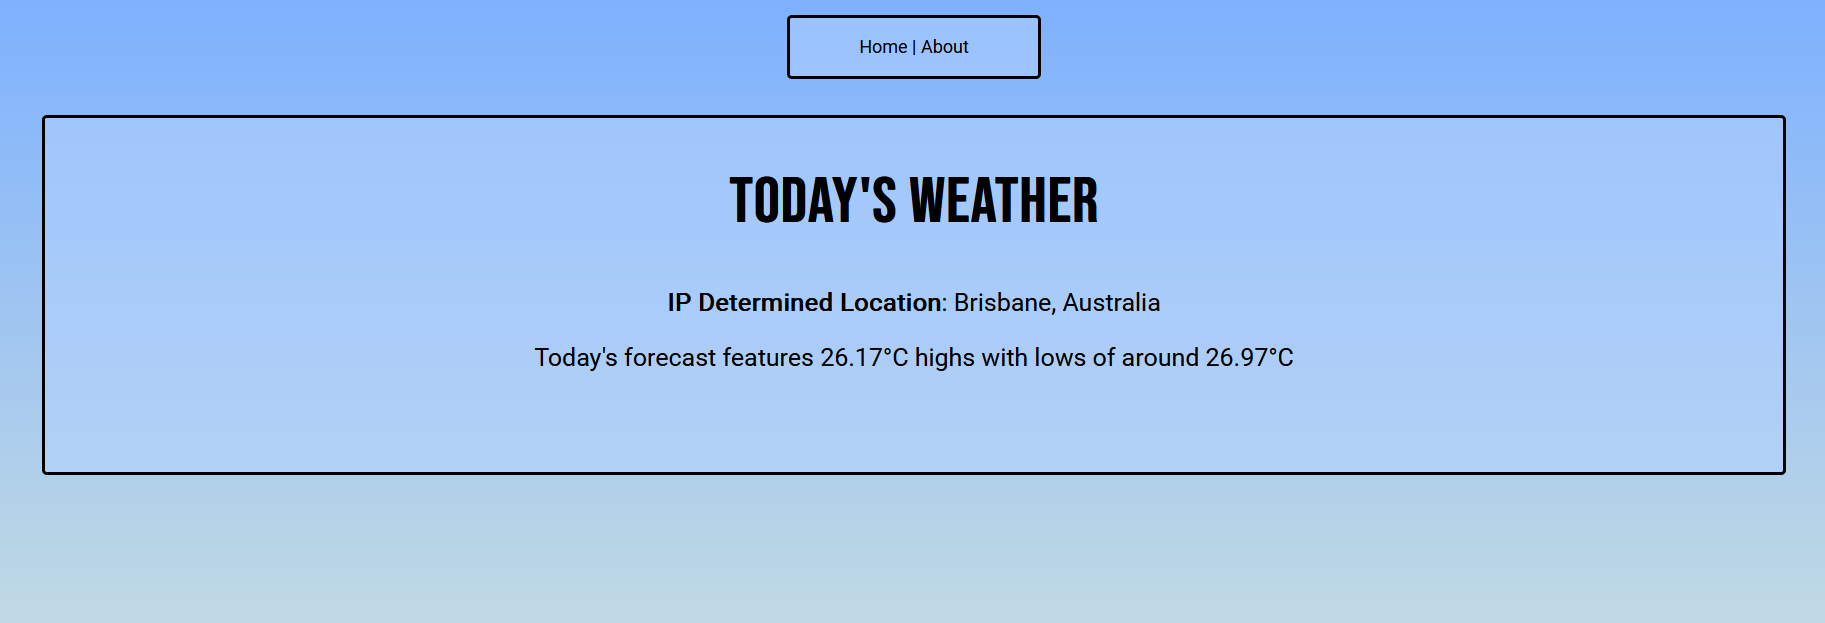 Home | About
TODAY'S WEATHER
IP Determined Location: Brisbane, Australia
Today's forecast features 26.17°C highs with lows of around 26.97°C